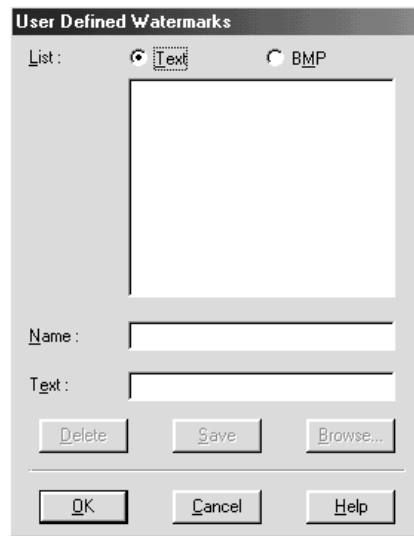 User Defined Watermarks
List : Text BMP
Name :
Text :
Delete Save Browse...
OK Cancel Help